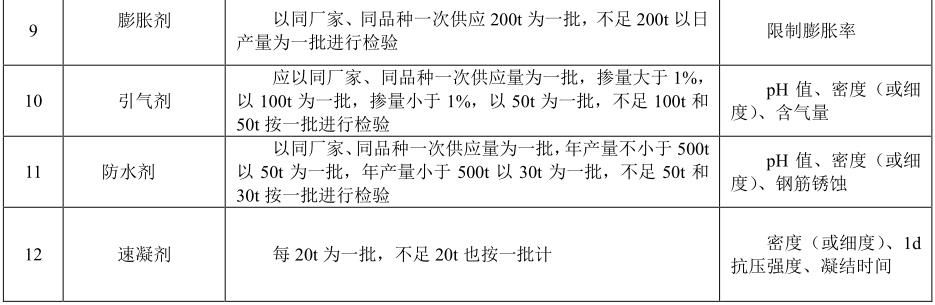 9
膨胀剂
以同厂家、同品种一次供应 200t 为一批，不足 200t 以日
产量为一批进行检验
限制膨胀率
10
引气剂
应以同厂家、同品种一次供应量为一批，掺量大于 1%，
以 100t 为一批，掺量小于 1%，以 50t 为一批，不足 100t 和
50t 按一批进行检验
pH 值、密度（或细
度）、含气量
11
防水剂
以同厂家、同品种一次供应量为一批，年产量不小于 500t
以 50t 为一批，年产量小于 500t 以 30t 为一批，不足 50t 和
30t 按一批进行检验
pH 值、密度（或细
度）、钢筋锈蚀
12
速凝剂
每 20t 为一批，不足 20t 也按一批计
密度（或细度）、1d
抗压强度、凝结时间